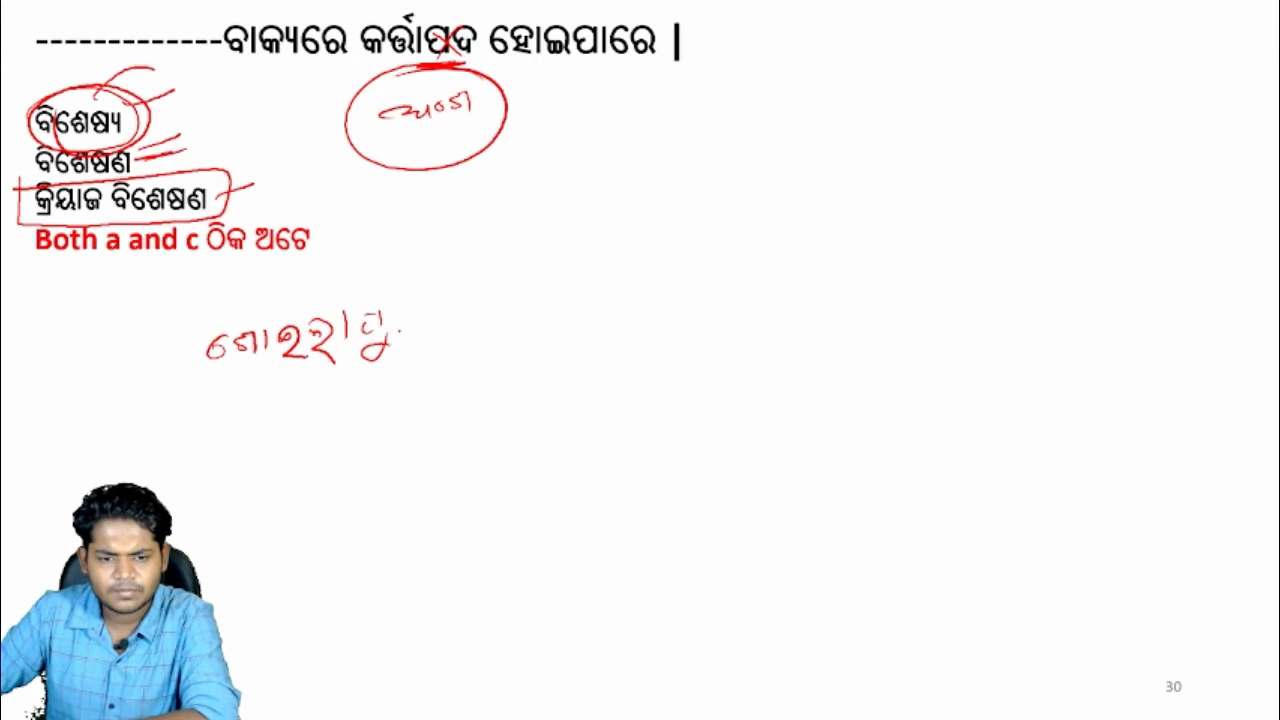 -------------ବାକ୍ୟରେ କର୍ତ୍ତାପଦ ହୋଇପାରେ |
ବିଶେଷ୍ୟ
ବିଶେଷଣ
କ୍ରିୟାଜ ବିଶେଷଣ
Both a and c ଠିକ ଅଟେ
30